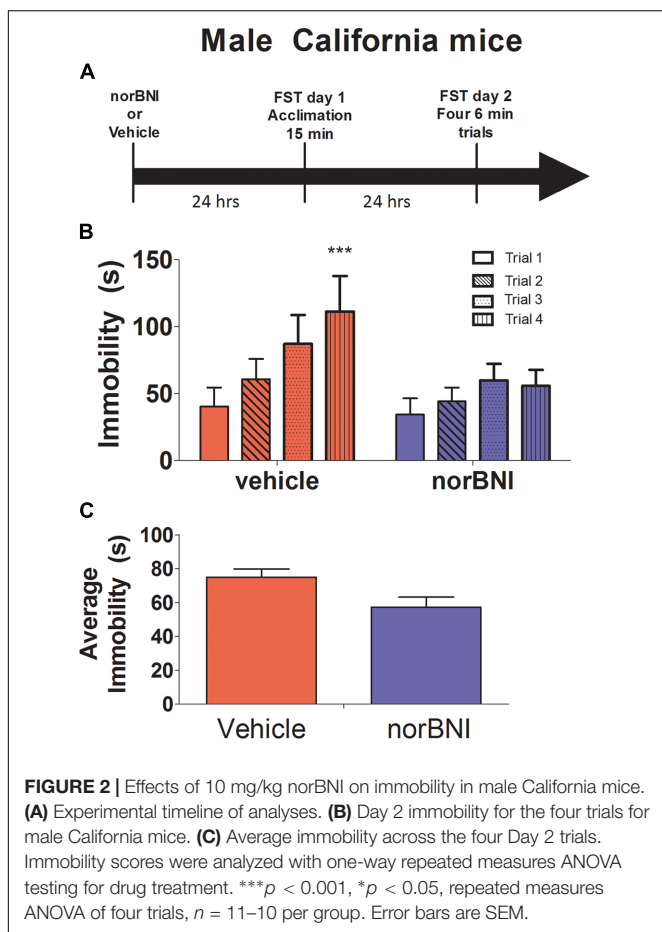 Male California mice
A
norBNI
or
Vehicle
FST day 1
Acclimation
15 min
FST day 2
Four 6 min
trials
24 hrs
24 hrs
B
Immobility (s)
150
100
50
0
***
Trial 1
Trial 2
Trial 3
Trial 4
vehicle
norBNI
C
Average
Immobility (s)
100
80
60
40
20
0
Vehicle
norBNI
FIGURE 2 | Effects of 10 mg/kg norBNI on immobility in male California mice.
(A) Experimental timeline of analyses. (B) Day 2 immobility for the four trials for
male California mice. (C) Average immobility across the four Day 2 trials.
Immobility scores were analyzed with one-way repeated measures ANOVA
testing for drug treatment. ***p < 0.001, *p < 0.05, repeated measures
ANOVA of four trials, n = 11–10 per group. Error bars are SEM.